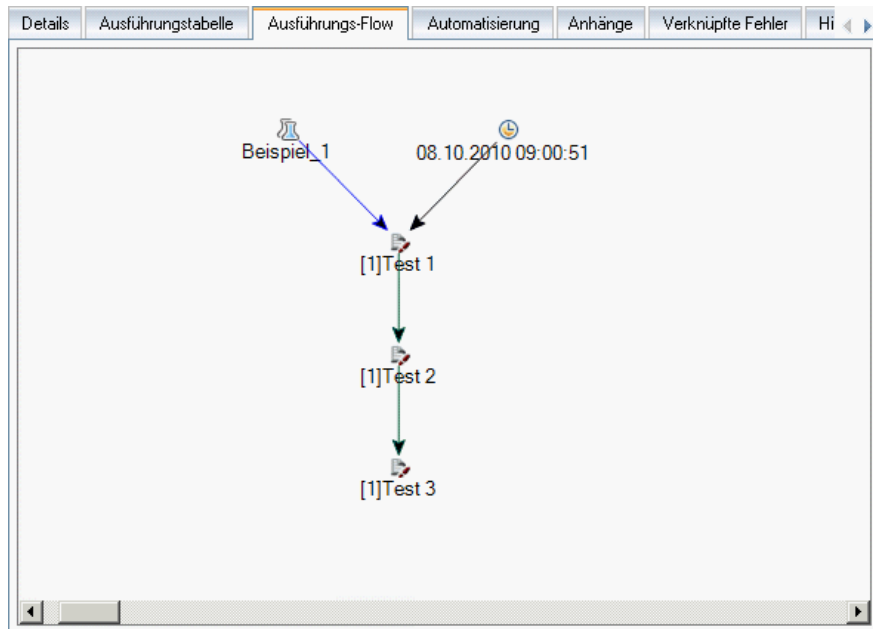 Details Ausführungstabelle Ausführungs-Flow Automatisierung Anhänge Verknüpfte Fehler Hi
Beispiel_1 08.10.2010 09:00:51
[1]Test 1
[1]Test 2
[1]Test 3